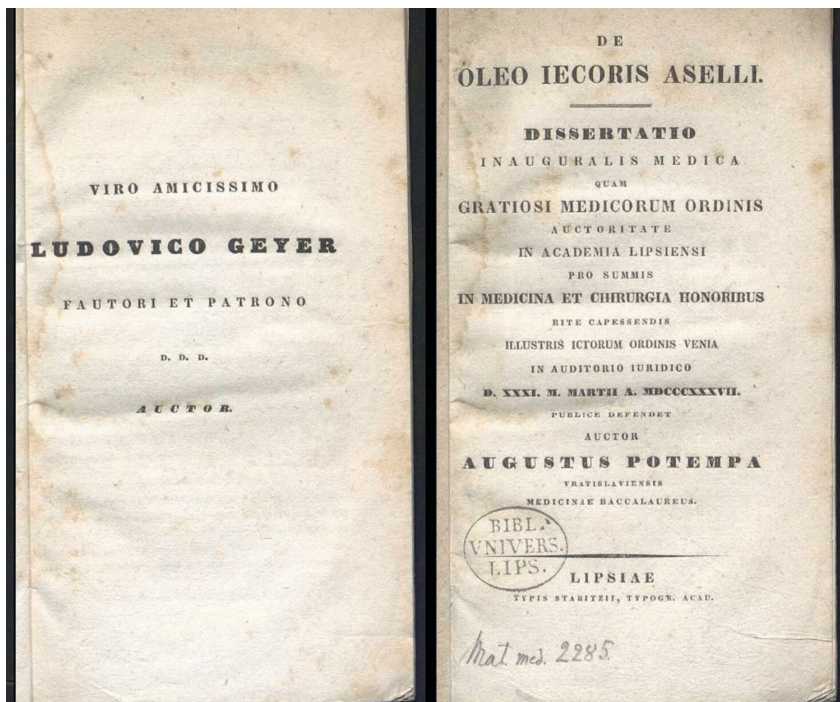 VIRO AMICISSIMO
LUDOVICO GEYER
FAUTORI ET PATRONO
D. D. D.
AUCTOR.
DE
OLEO IECORIS ASELLI.
DISSERTATIO
INAUGURALIS MEDICA
QUAM
GRATIOSI MEDICORUM ORDINIS
AUCTORITATE
IN ACADEMIA LIPSIENSI
PRO SUMMIS
IN MEDICINA ET CHIRURGIA HONORIBUS
RITE CAPESSENDIS
ILLUSTRIS ICTORUM ORDINIS VENIA
IN AUDITORIO IURIDICO
D. XXXI. M. MARTII A. MDCCCXXXVII.
PUBLICE DEFENDET
AUCTOR
AUGUSTUS POTEMPA
VRATISLAVIENSIS
MEDICINAE BACCALAUREUS.
BIBL.
VNIVERS.
LIPS.
LIPSIAE
TYPIS STARITZII, TYPOGR. ACAD.
Mat. med. 2285.